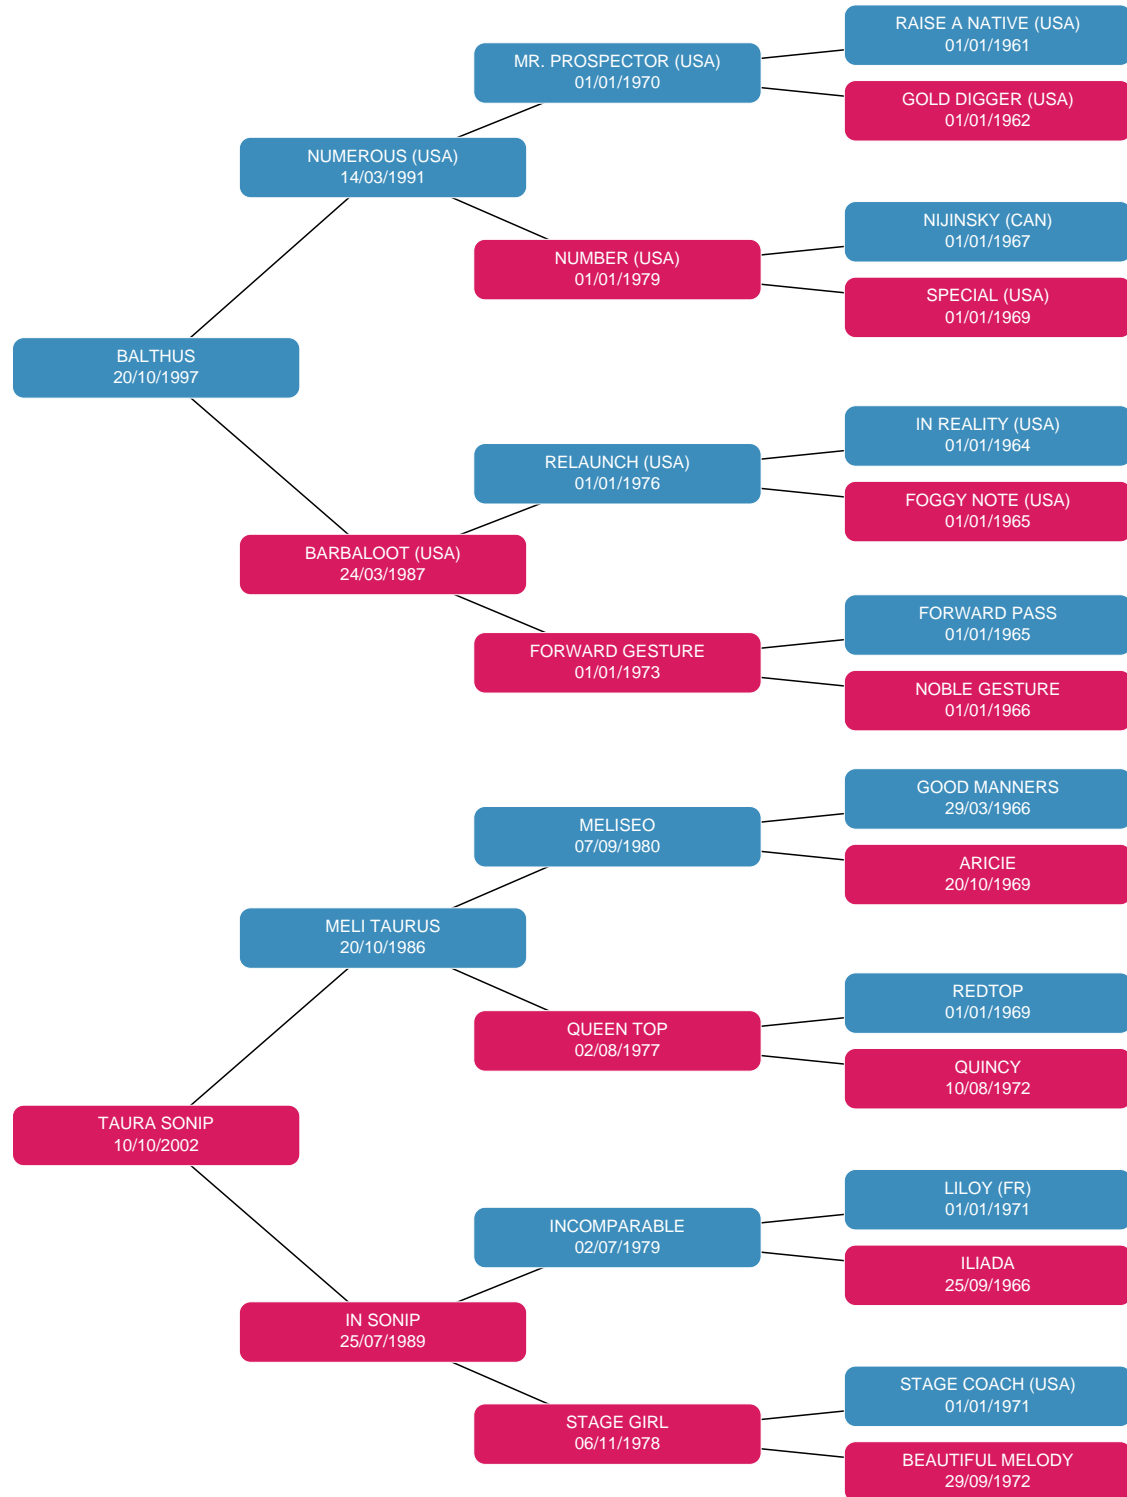 RAISE A NATIVE (USA)
01/01/1961
MR. PROSPECTOR (USA)
01/01/1970
GOLD DIGGER (USA)
01/01/1962
NUMEROUS (USA)
14/03/1991
NIJINSKY (CAN)
01/01/1967
NUMBER (USA)
01/01/1979
SPECIAL (USA)
01/01/1969
BALTHUS
20/10/1997
IN REALITY (USA)
01/01/1964
RELAUNCH (USA)
01/01/1976
FOGGY NOTE (USA)
01/01/1965
BARBALOOT (USA)
24/03/1987
FORWARD PASS
01/01/1965
FORWARD GESTURE
01/01/1973
NOBLE GESTURE
01/01/1966
GOOD MANNERS
29/03/1966
MELISEO
07/09/1980
ARICIE
20/10/1969
MELI TAURUS
20/10/1986
REDTOP
01/01/1969
QUEEN TOP
02/08/1977
QUINCY
10/08/1972
TAURA SONIP
10/10/2002
LILOY (FR)
01/01/1971
INCOMPARABLE
02/07/1979
ILIADA
25/09/1966
IN SONIP
25/07/1989
STAGE COACH (USA)
01/01/1971
STAGE GIRL
06/11/1978
BEAUTIFUL MELODY
29/09/1972